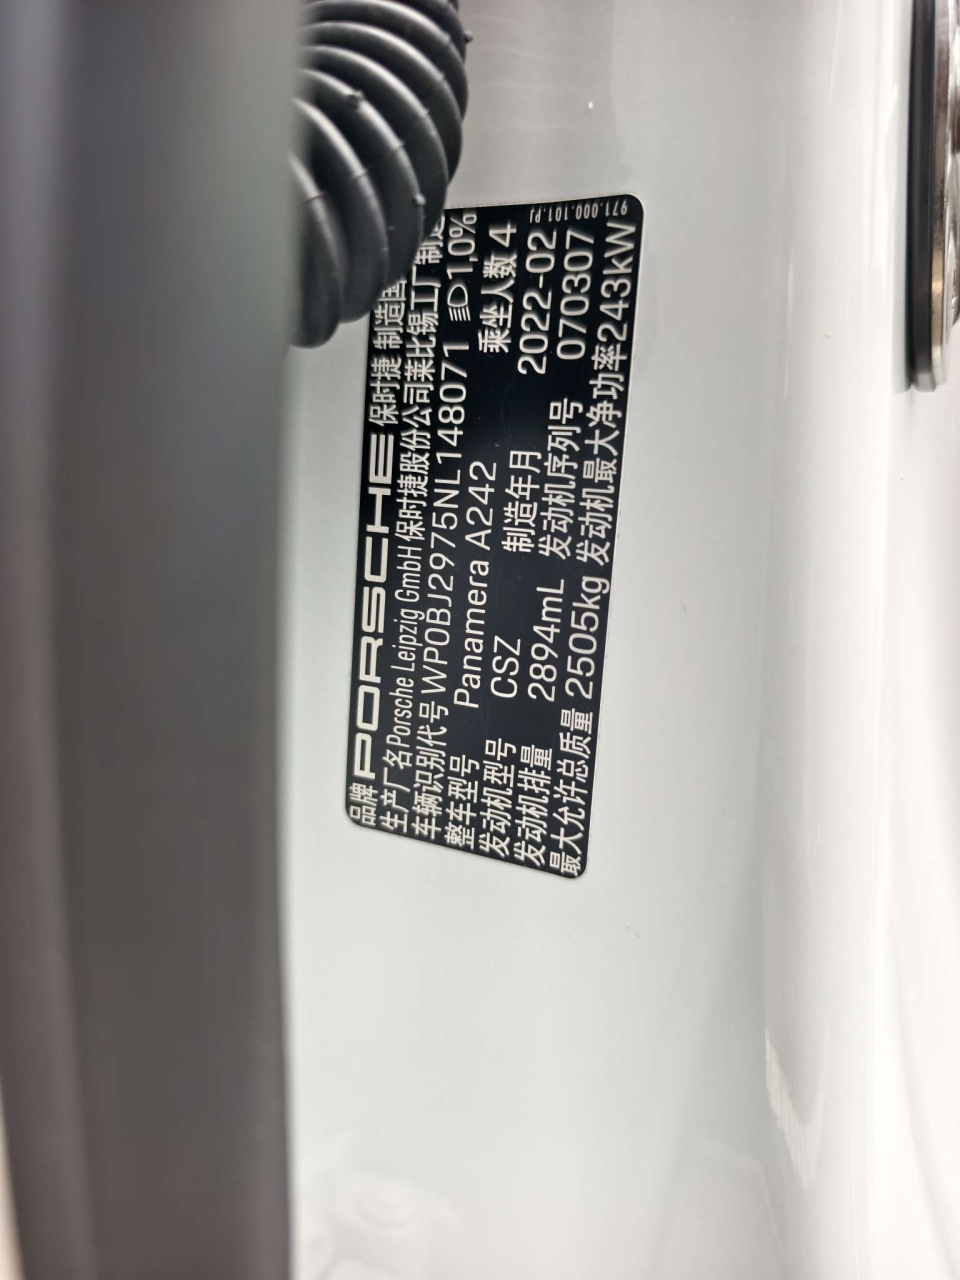 品牌 PORSCHE 保时捷 制造国
生产厂名 Porsche Leipzig GmbH 保时捷股份公司莱比锡工厂 制造
车辆识别代号 WP0BJ2975NL148071 1,0%
整车型号 Panamera A242 乘坐人数 4
发动机型号 CSZ 制造年月 2022-02
发动机排量 2894mL 发动机序列号 070307
最大允许总质量 2505kg 发动机最大净功率 243kW
971.000.101.PJ